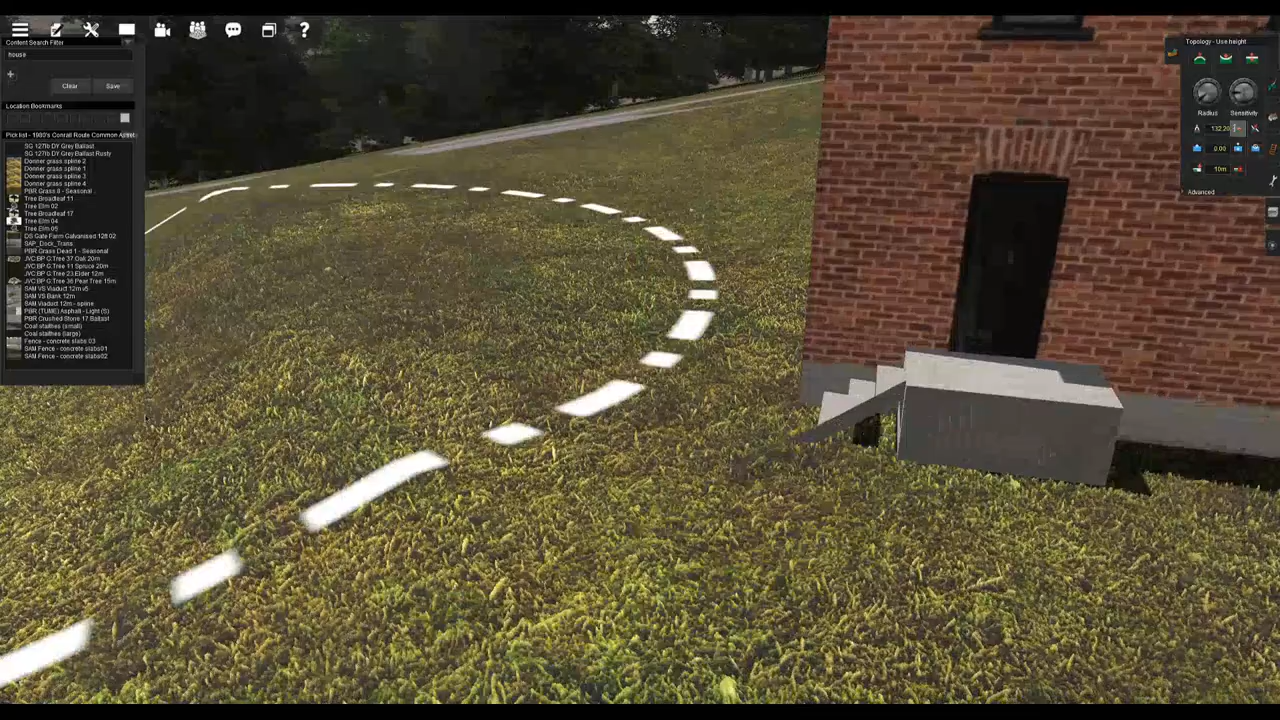 ?
Content Search Filter
house
+
Clear
Save
Location Bookmarks
Pick list - 1980's Conrail Route Common Asset
SG 127lb DY Grey Ballast
SG 127lb DY Grey Ballast Rusty
Donner grass spline 2
Donner grass spline 1
Donner grass spline 3
Donner grass spline 4
PBR Grass 8 - Seasonal
Tree Broadleaf 11
Tree Elm 02
Tree Broadleaf 17
Tree Elm 04
Tree Elm 05
DS Gate Farm Galvanised 128 02
SAP_Dock_Trans
PBR Grass Dead 1 - Seasonal
JVC:BP G:Tree 37 Oak 20m
JVC:BP G:Tree 11 Spruce 20m
JVC:BP G:Tree 23 Elder 12m
JVC:BP G:Tree 36 Pear Tree 15m
SAM VS Viaduct 12m v5
SAM VS Bank 12m
SAM Viaduct 12m - spline
PBR (TUME) Asphalt - Light (S)
PBR Crushed Stone 17 Ballast
Coal staithes (small)
Coal staithes (large)
Fence - concrete slabs 03
SAM Fence - concrete slabs01
SAM Fence - concrete slabs02
Topology - Use height
Radius
Sensitivity
132.20
0.00
10m
Advanced